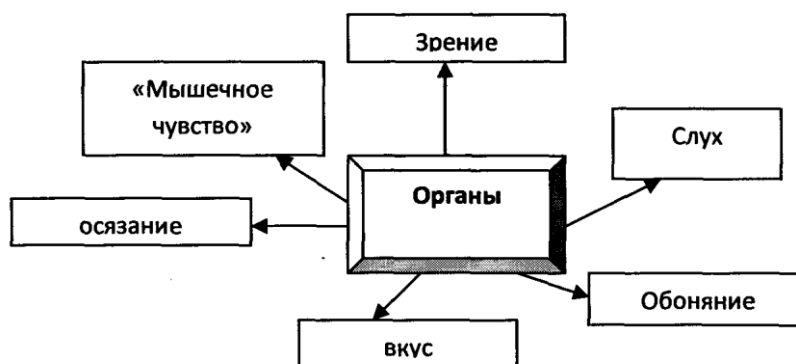 Зрение
«Мышечное
чувство»
Слух
Органы
осязание
Обоняние
вкус